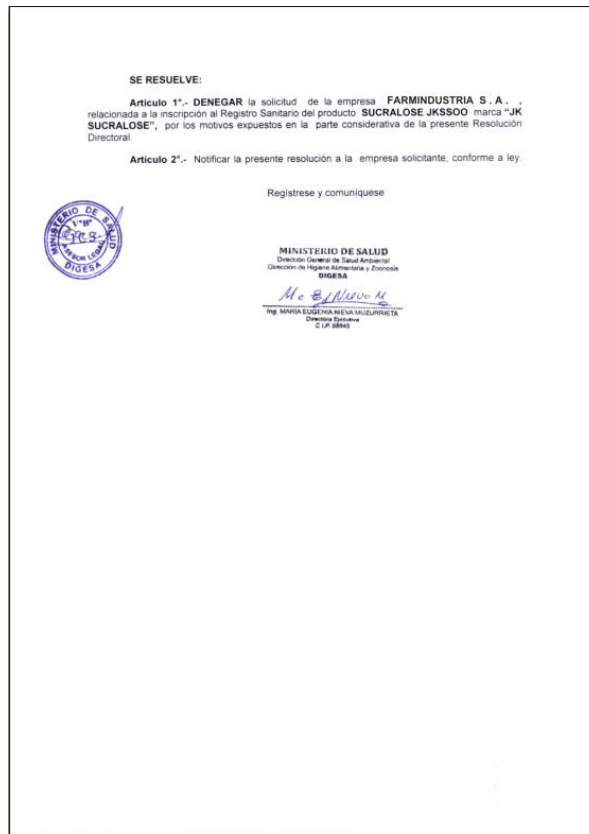 SE RESUELVE:
Artículo 1°.- DENEGAR la solicitud de la empresa FARMINDUSTRIA S . A . ,
relacionada a la inscripción al Registro Sanitario del producto SUCRALOSE JKSSOO marca "JK
SUCRALOSE", por los motivos expuestos en la parte considerativa de la presente Resolución
Directoral.
Artículo 2°.- Notificar la presente resolución a la empresa solicitante, conforme a ley.
Regístrese y comuníquese
MINISTERIO DE SALUD
V°B°
ASESOR LEGAL
DIGESA
MINISTERIO DE SALUD
Dirección General de Salud Ambiental
Dirección de Higiene Alimentaria y Zoonosis
DIGESA
Ing. MARÍA EUGENIA NIEVA MUZURRIETA
Directora Ejecutiva